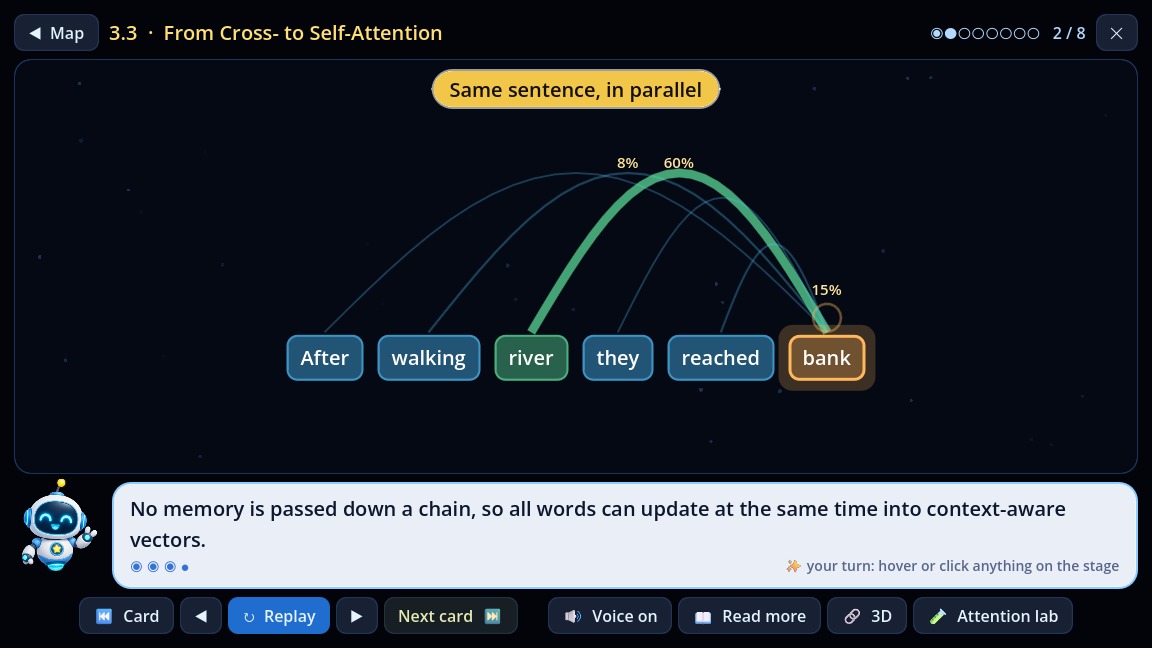 ◀ Map
3.3 · From Cross- to Self-Attention
2 / 8
Same sentence, in parallel
8%
60%
15%
After
walking
river
they
reached
bank
No memory is passed down a chain, so all words can update at the same time into context-aware
vectors.
✨ your turn: hover or click anything on the stage
⏮ Card
◀
↻ Replay
▶
Next card ⏭
🔊 Voice on
📖 Read more
🔗 3D
🧪 Attention lab